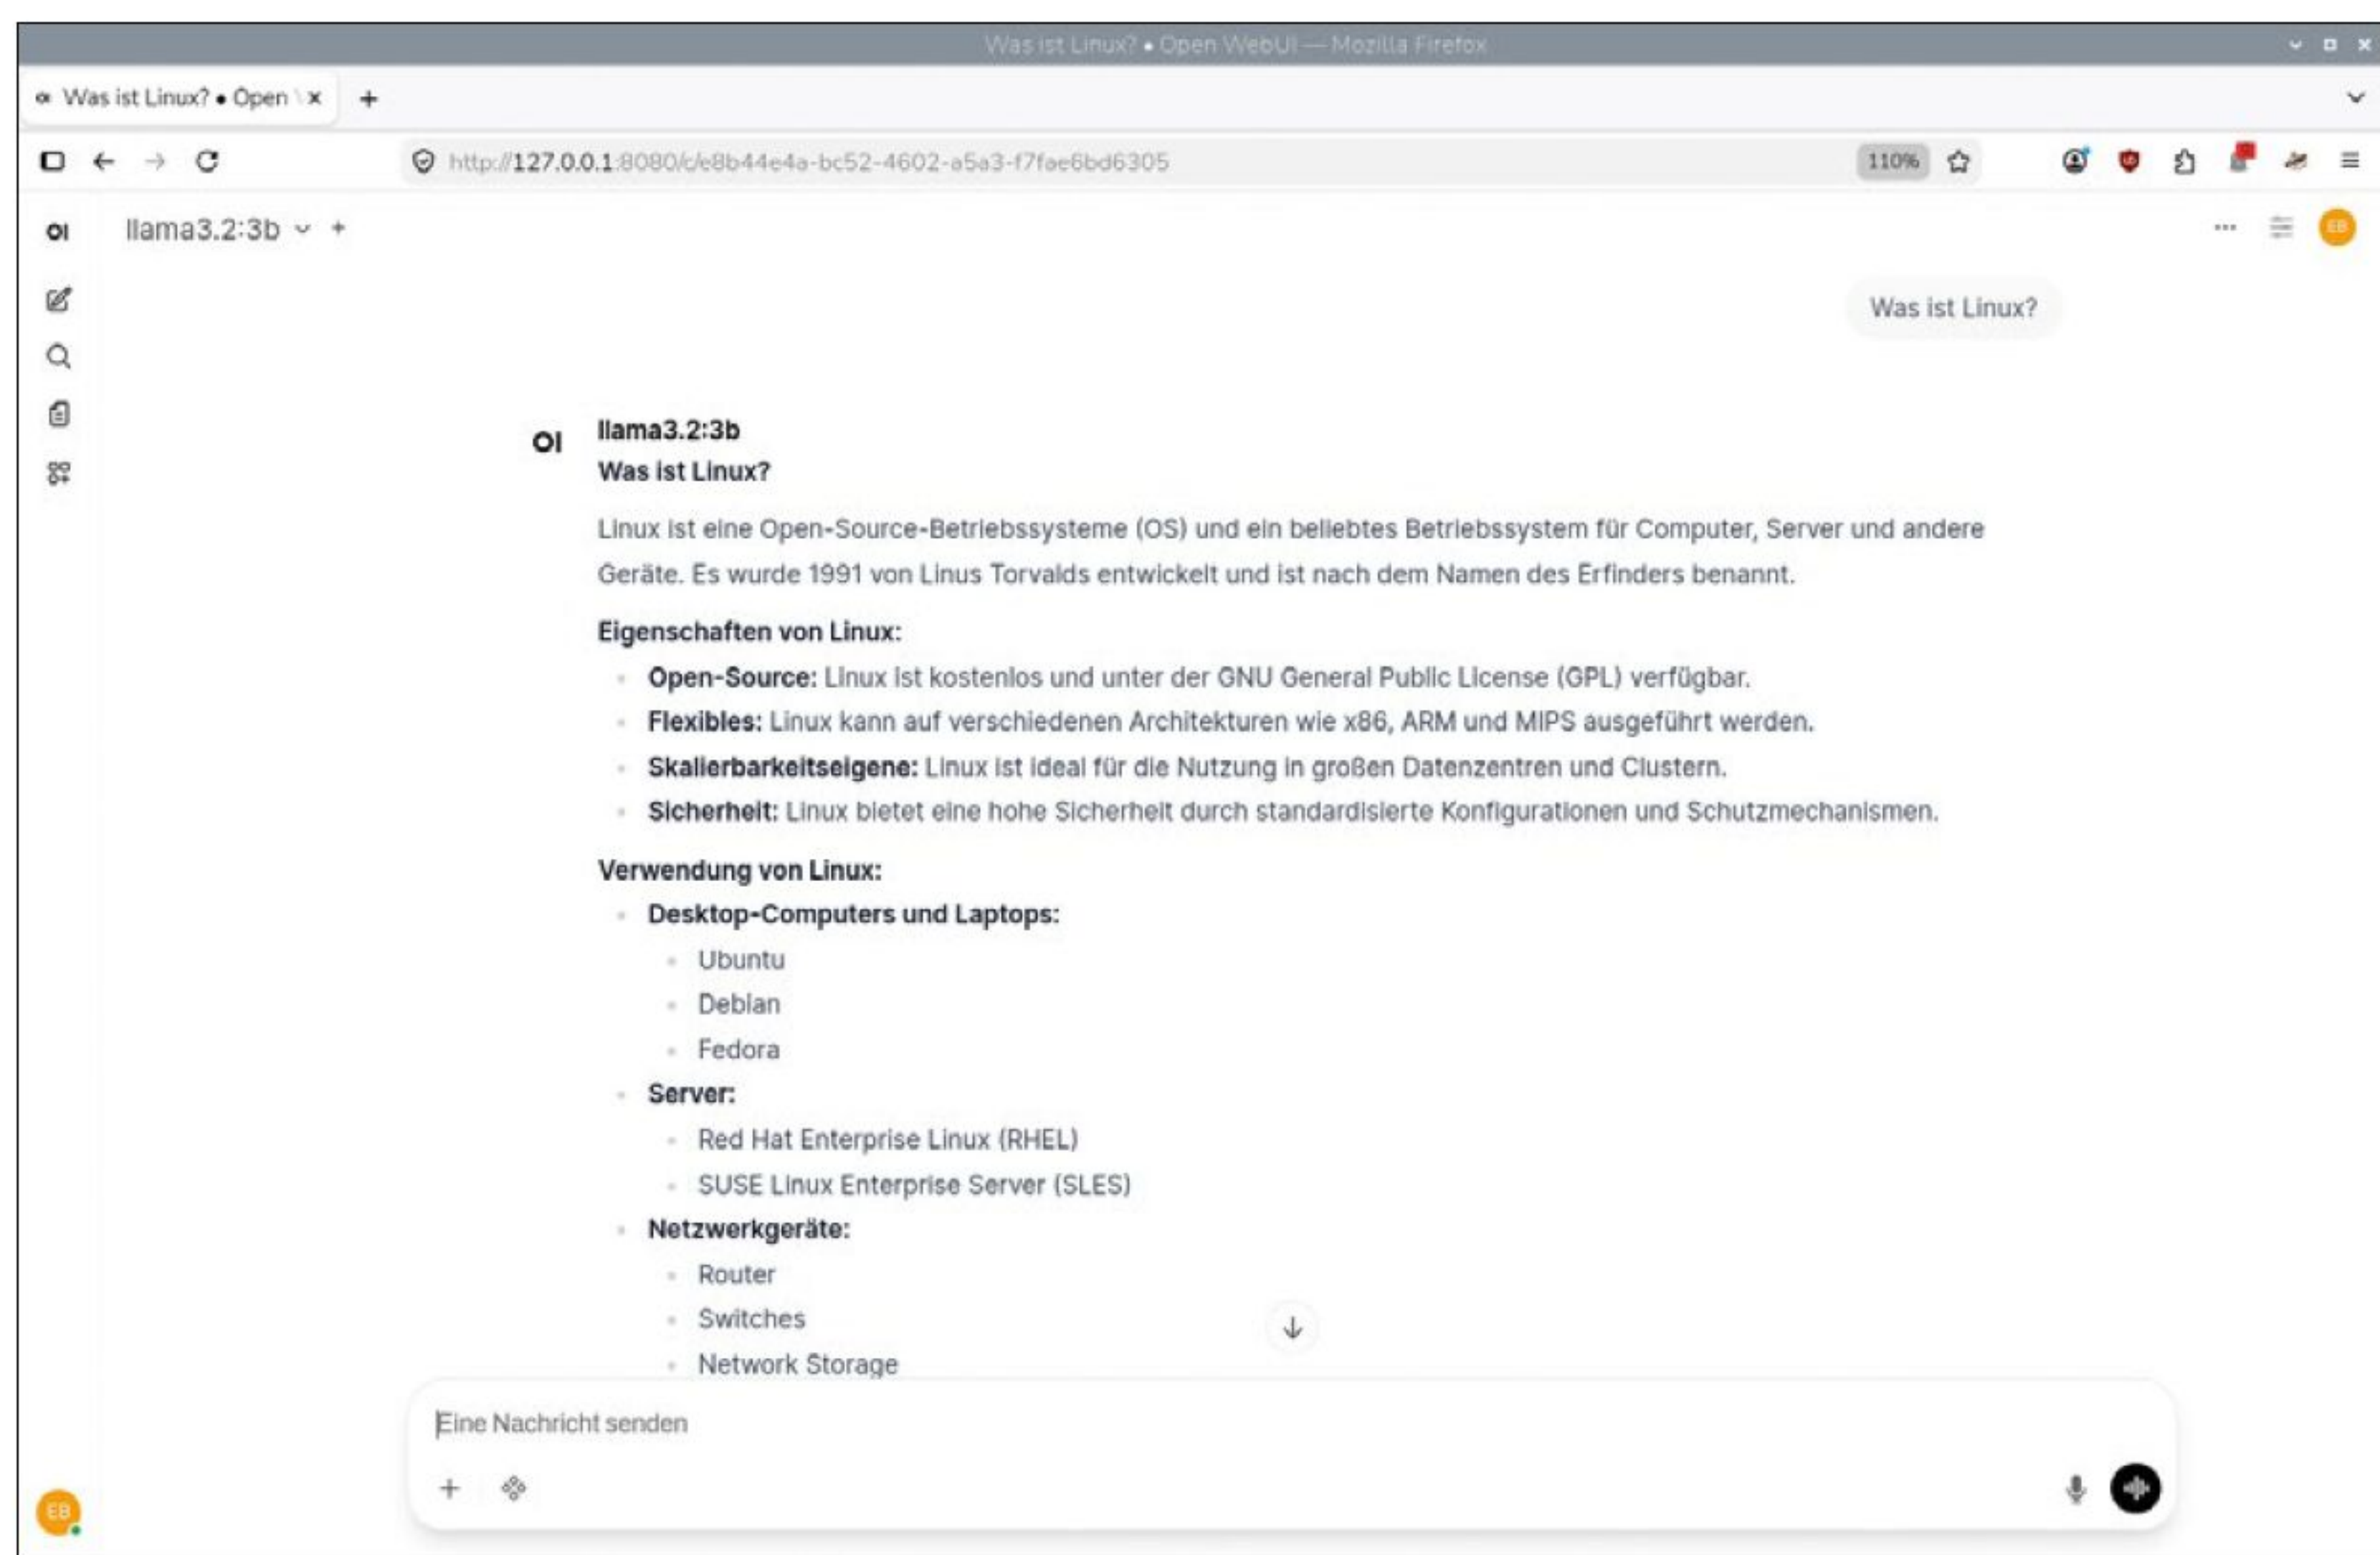 Was ist Linux? • Open WebUI — Mozilla Firefox
Was ist Linux? • Open
http://127.0.0.1:8080/c/e8b44e4a-bc52-4602-a5a3-f7fae6bd6305
110%
OI llama3.2:3b
EB
Was ist Linux?
OI llama3.2:3b
Was ist Linux?
Linux ist eine Open-Source-Betriebssysteme (OS) und ein beliebtes Betriebssystem für Computer, Server und andere
Geräte. Es wurde 1991 von Linus Torvalds entwickelt und ist nach dem Namen des Erfinders benannt.
Eigenschaften von Linux:
Open-Source: Linux ist kostenlos und unter der GNU General Public License (GPL) verfügbar.
Flexibles: Linux kann auf verschiedenen Architekturen wie x86, ARM und MIPS ausgeführt werden.
Skalierbarkeitseigene: Linux ist ideal für die Nutzung in großen Datenzentren und Clustern.
Sicherheit: Linux bietet eine hohe Sicherheit durch standardisierte Konfigurationen und Schutzmechanismen.
Verwendung von Linux:
Desktop-Computers und Laptops:
Ubuntu
Debian
Fedora
Server:
Red Hat Enterprise Linux (RHEL)
SUSE Linux Enterprise Server (SLES)
Netzwerkgeräte:
Router
Switches
Network Storage
Eine Nachricht senden
EB